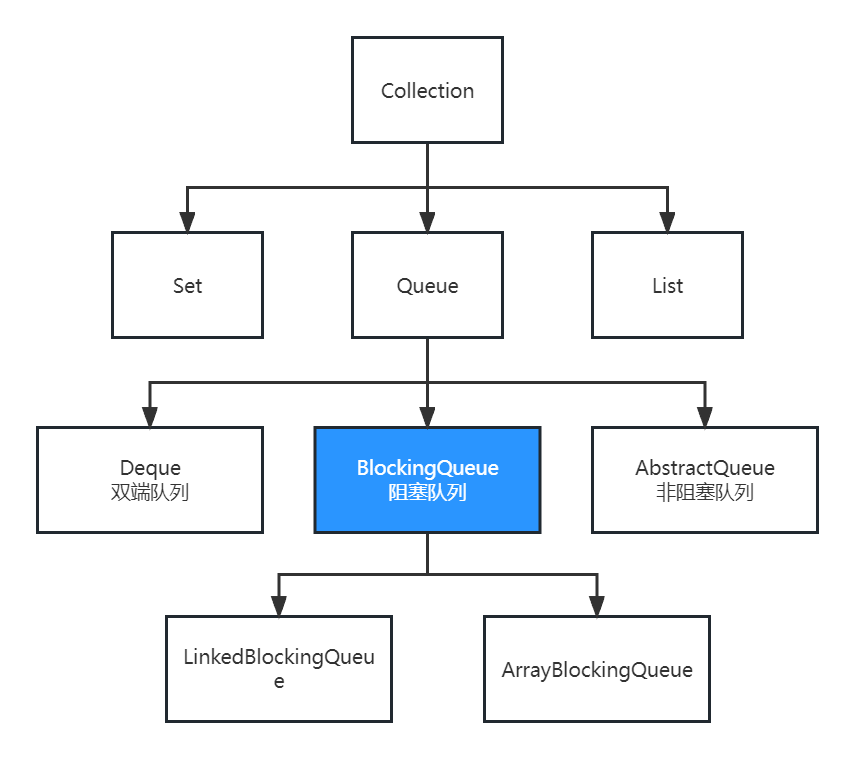 Collection
Set
Queue
List
Deque
双端队列
BlockingQueue
阻塞队列
AbstractQueue
非阻塞队列
LinkedBlockingQueu
e
ArrayBlockingQueue